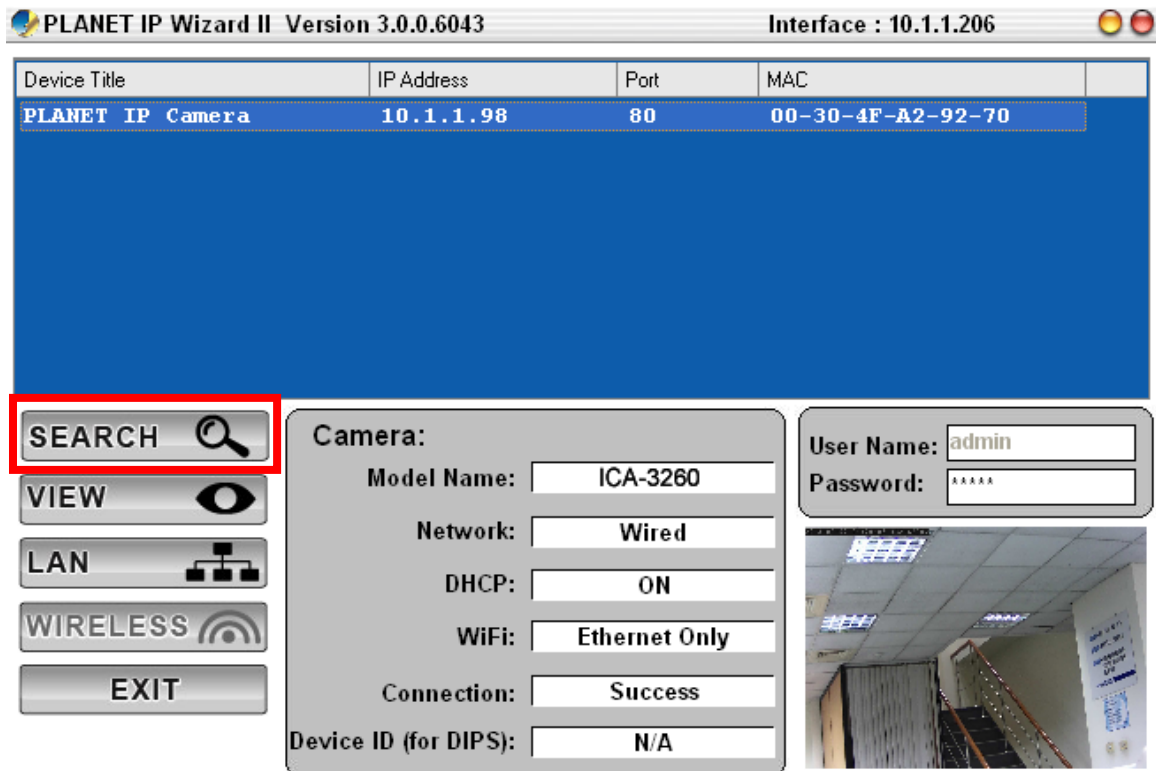 PLANET IP Wizard II Version 3.0.0.6043 Interface : 10.1.1.206
Device Title IP Address Port MAC
PLANET IP Camera 10.1.1.98 80 00-30-4F-A2-92-70
SEARCH
VIEW
LAN
WIRELESS
EXIT
Camera:
Model Name: ICA-3260
Network: Wired
DHCP: ON
WiFi: Ethernet Only
Connection: Success
Device ID (for DIPS): N/A
User Name: admin
Password: *****